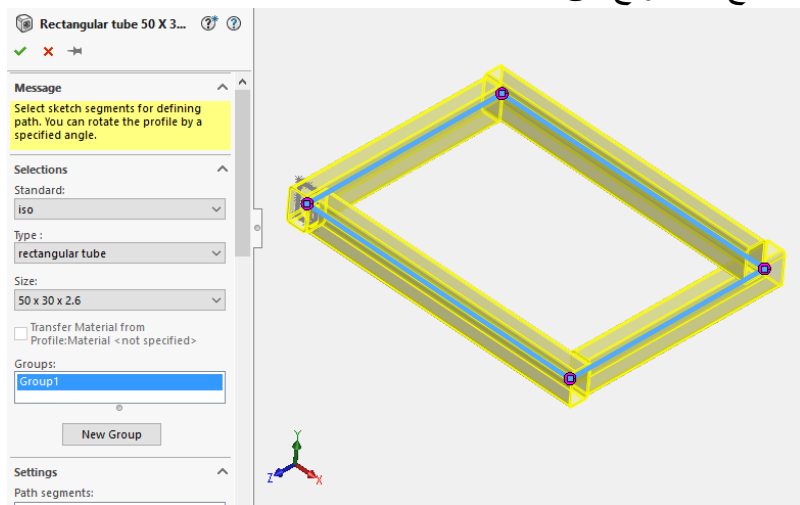 Rectangular tube 50 X 3...
Message
Select sketch segments for defining
path. You can rotate the profile by a
specified angle.
Selections
Standard:
iso
Type :
rectangular tube
Size:
50 x 30 x 2.6
Transfer Material from
Profile:Material <not specified>
Groups:
Group1
New Group
Settings
Path segments:
Y
Z
X